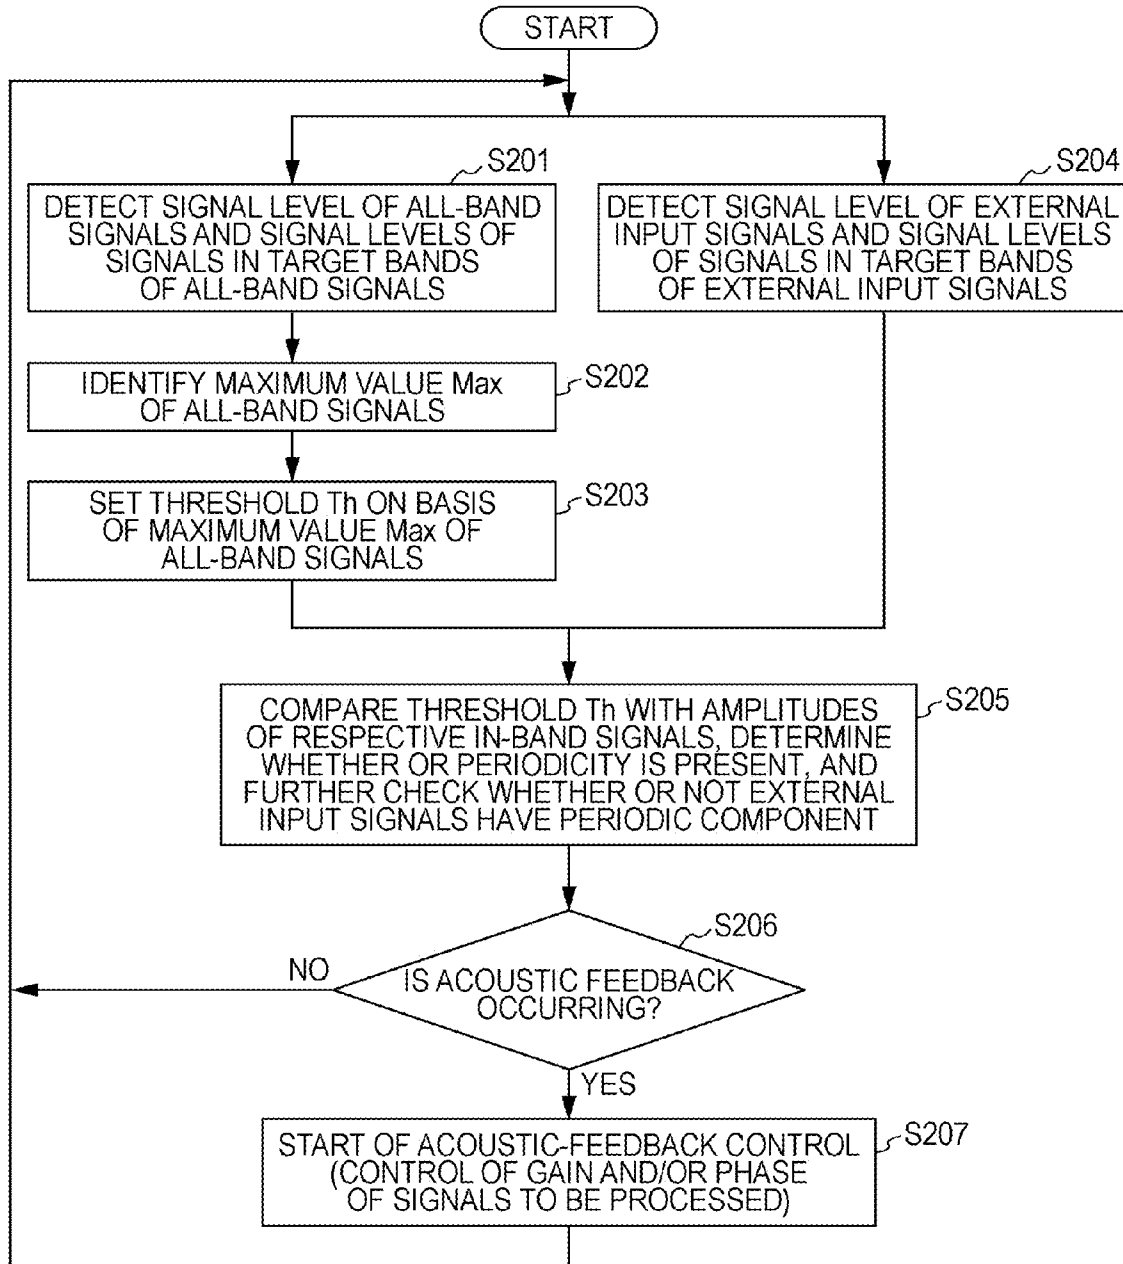 START
S201
DETECT SIGNAL LEVEL OF ALL-BAND
SIGNALS AND SIGNAL LEVELS OF
SIGNALS IN TARGET BANDS
OF ALL-BAND SIGNALS
S204
DETECT SIGNAL LEVEL OF EXTERNAL
INPUT SIGNALS AND SIGNAL LEVELS
OF SIGNALS IN TARGET BANDS
OF EXTERNAL INPUT SIGNALS
S202
IDENTIFY MAXIMUM VALUE Max
OF ALL-BAND SIGNALS
S203
SET THRESHOLD Th ON BASIS
OF MAXIMUM VALUE Max OF
ALL-BAND SIGNALS
S205
COMPARE THRESHOLD Th WITH AMPLITUDES
OF RESPECTIVE IN-BAND SIGNALS, DETERMINE
WHETHER OR PERIODICITY IS PRESENT, AND
FURTHER CHECK WHETHER OR NOT EXTERNAL
INPUT SIGNALS HAVE PERIODIC COMPONENT
S206
IS ACOUSTIC FEEDBACK
OCCURRING?
NO
YES
S207
START OF ACOUSTIC-FEEDBACK CONTROL
(CONTROL OF GAIN AND/OR PHASE
OF SIGNALS TO BE PROCESSED)